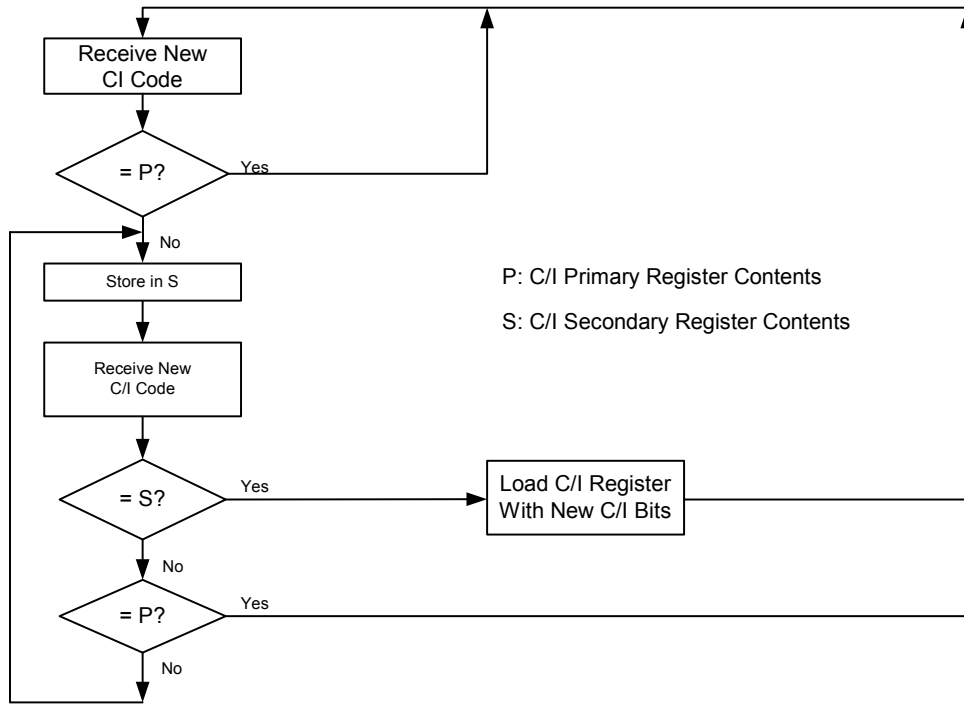 Receive New
CI Code
= P?
Yes
No
Store in S
P: C/I Primary Register Contents
S: C/I Secondary Register Contents
Receive New
C/I Code
= S?
Yes
Load C/I Register
With New C/I Bits
No
= P?
Yes
No